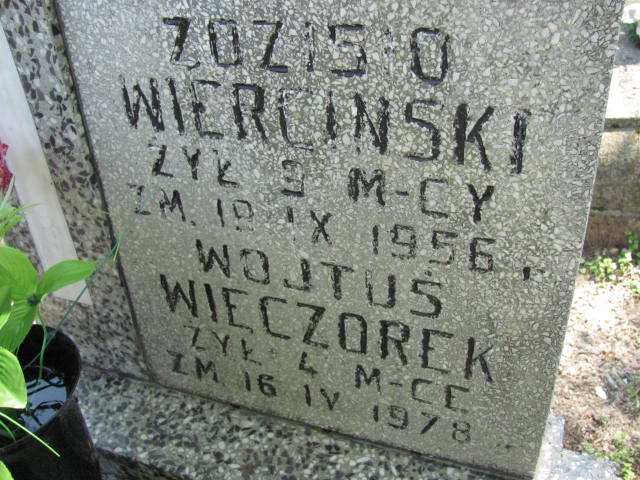 ZDZISIO
WIERCIŃSKI
ŻYŁ 9 M-CY
ZM. 19 IX 1956.
WOJTUŚ
WIECZOREK
ŻYŁ 4 M-CE
ZM 16 IV 1978